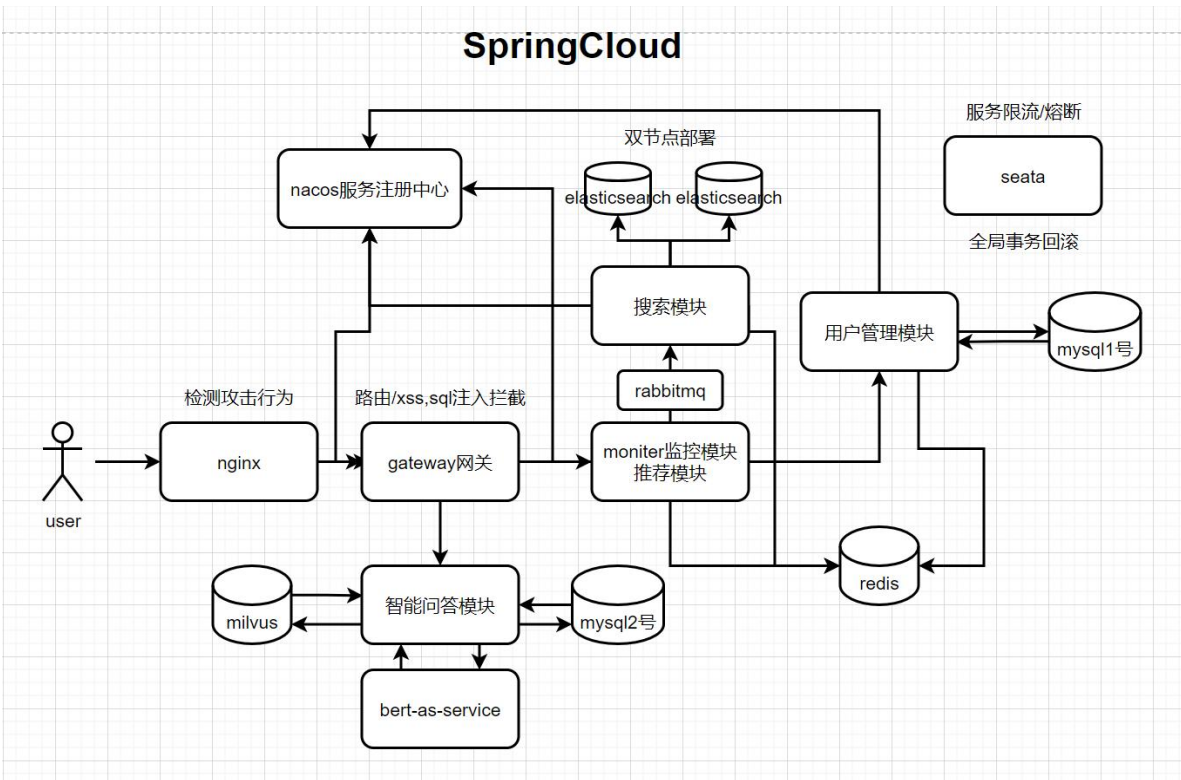 SpringCloud
服务限流/熔断
双节点部署
nacos服务注册中心
elasticsearch
elasticsearch
seata
全局事务回滚
搜索模块
用户管理模块
mysql1号
rabbitmq
检测攻击行为
路由/xss,sql注入拦截
nginx
gateway网关
moniter监控模块
推荐模块
user
redis
milvus
智能问答模块
mysql2号
bert-as-service